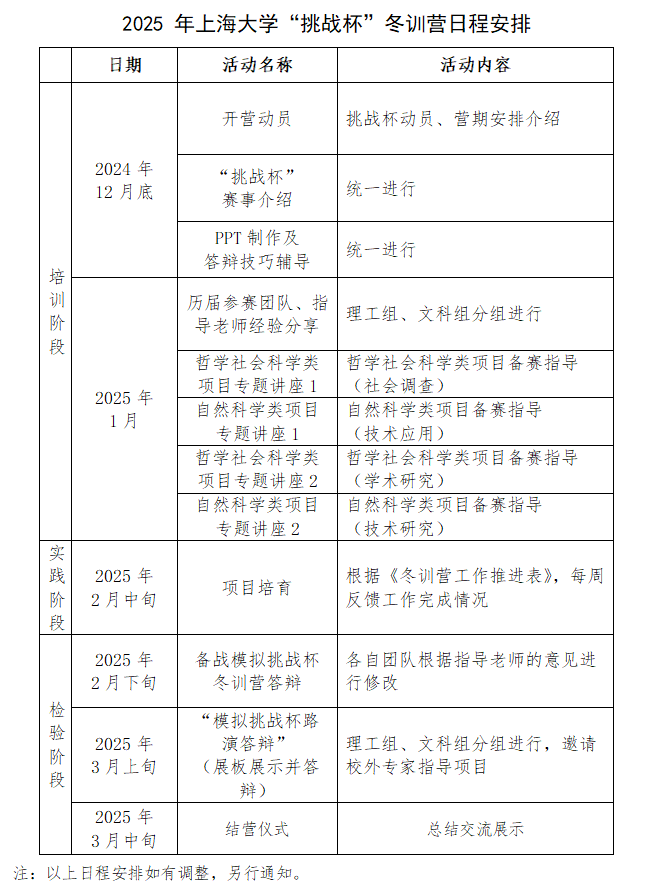 2025 年上海大学“挑战杯”冬训营日程安排
日期 活动名称 活动内容
培训阶段
2024 年
12 月底
开营动员
挑战杯动员、营期安排介绍
“挑战杯”
赛事介绍
统一进行
PPT 制作及
答辩技巧辅导
统一进行
2025 年
1 月
历届参赛团队、指
导老师经验分享
理工组、文科组分组进行
哲学社会科学类
项目专题讲座 1
哲学社会科学类项目备赛指导
（社会调查）
自然科学类项目
专题讲座 1
自然科学类项目备赛指导
（技术应用）
哲学社会科学类
项目专题讲座 2
哲学社会科学类项目备赛指导
（学术研究）
自然科学类项目
专题讲座 2
自然科学类项目备赛指导
（技术研究）
实践阶段
2025 年
2 月中旬
项目培育
根据《冬训营工作推进表》，每周
反馈工作完成情况
检验阶段
2025 年
2 月下旬
备战模拟挑战杯
冬训营答辩
各自团队根据指导老师的意见进
行修改
2025 年
3 月上旬
“模拟挑战杯路
演答辩”
（展板展示并答
辩）
理工组、文科组分组进行，邀请
校外专家指导项目
2025 年
3 月中旬
结营仪式
总结交流展示
注：以上日程安排如有调整，另行通知。